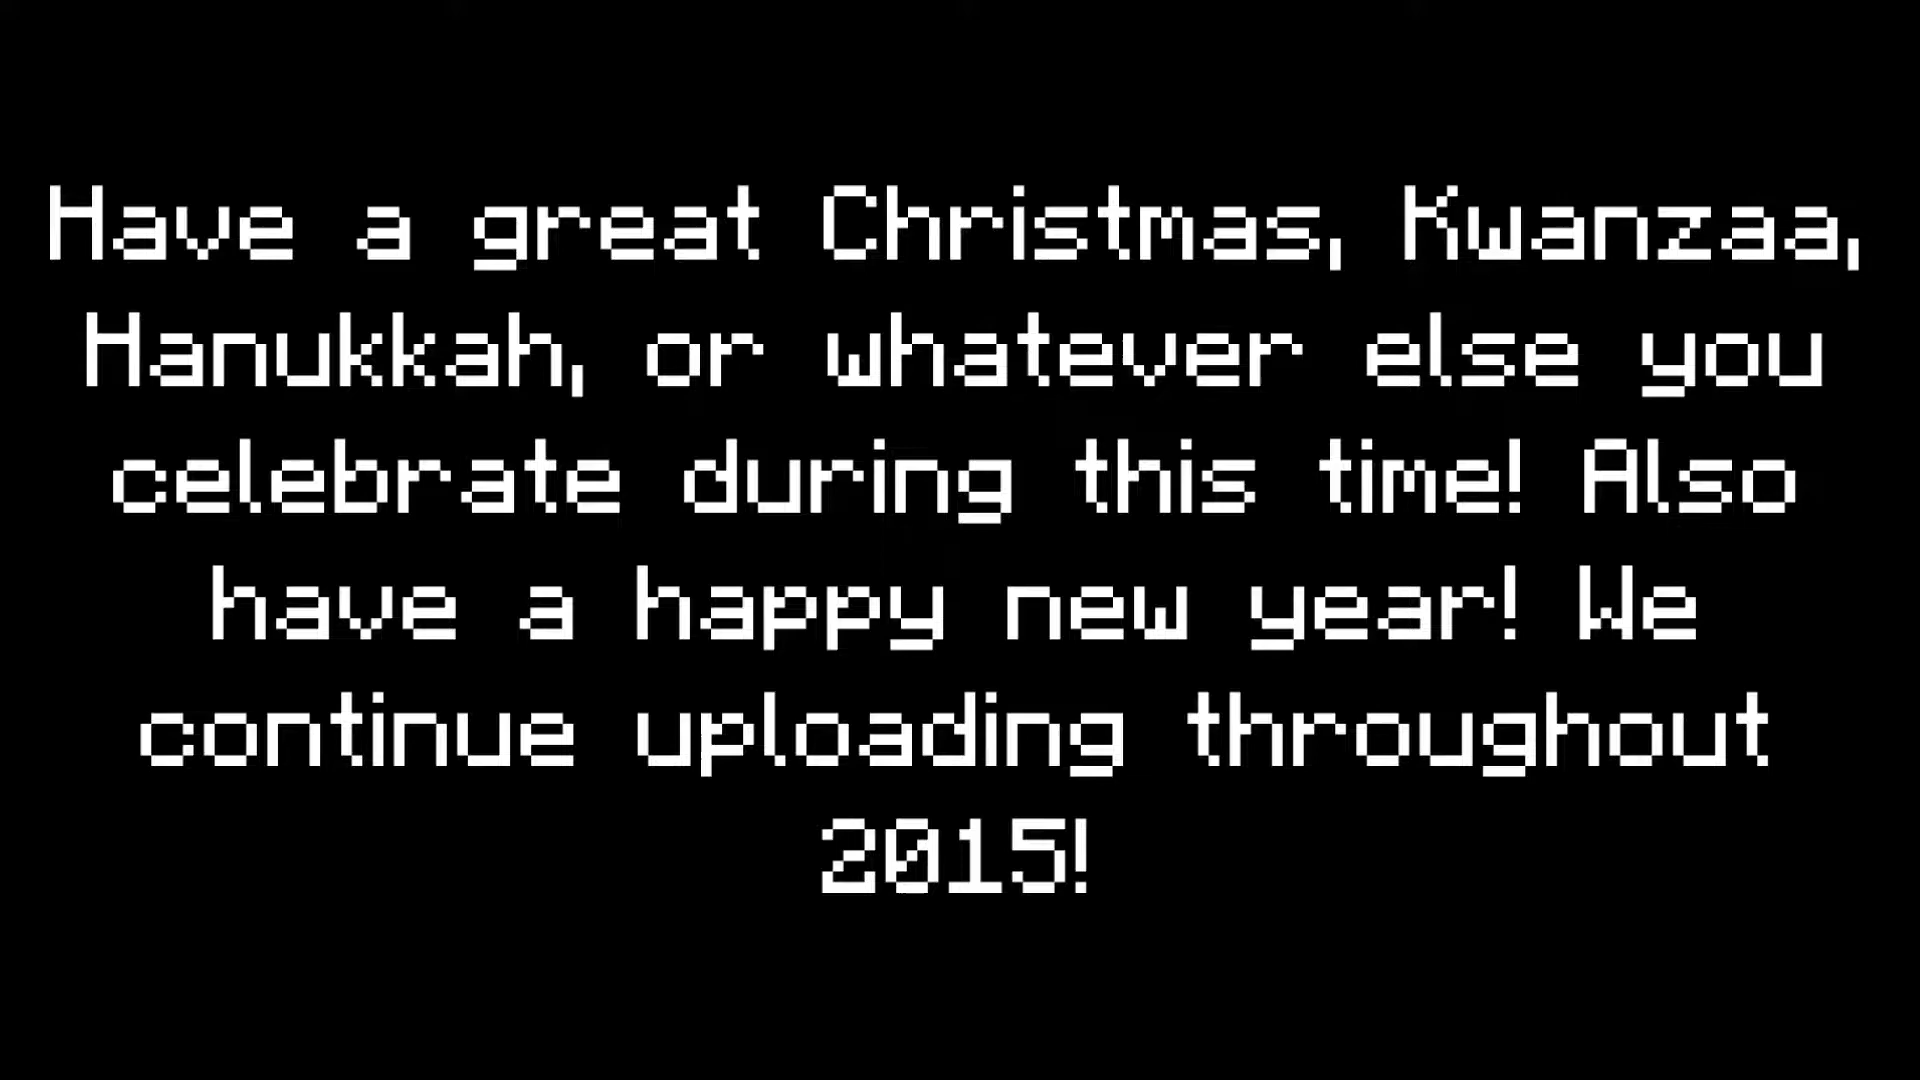 Have a great Christmas, Kwanzaa,
Hanukkah, or whatever else you
celebrate during this time! Also
have a happy new year! We
continue uploading throughout
2015!